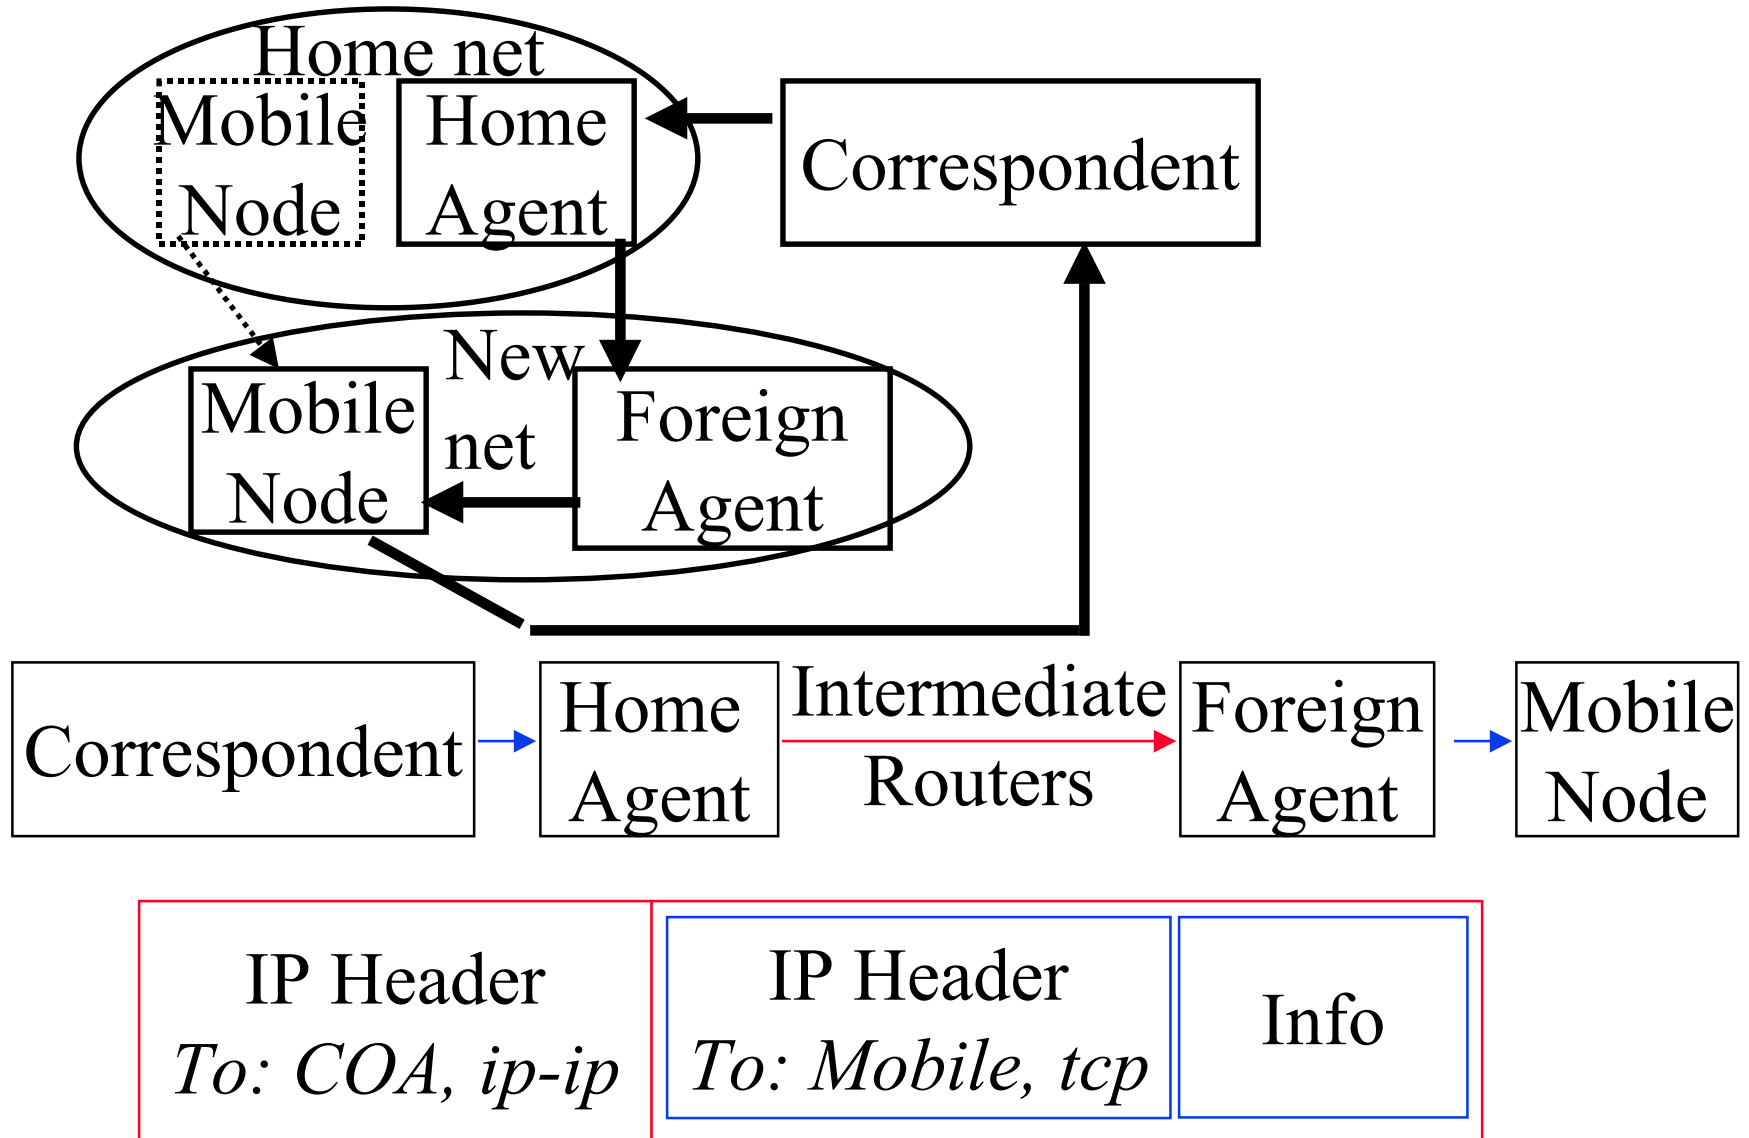 Home net
Mobile
Node
Home
Agent
Correspondent
New
net
Mobile
Node
Foreign
Agent
Correspondent
Home
Agent
Intermediate
Routers
Foreign
Agent
Mobile
Node
IP Header
To: COA, ip-ip
IP Header
To: Mobile, tcp
Info